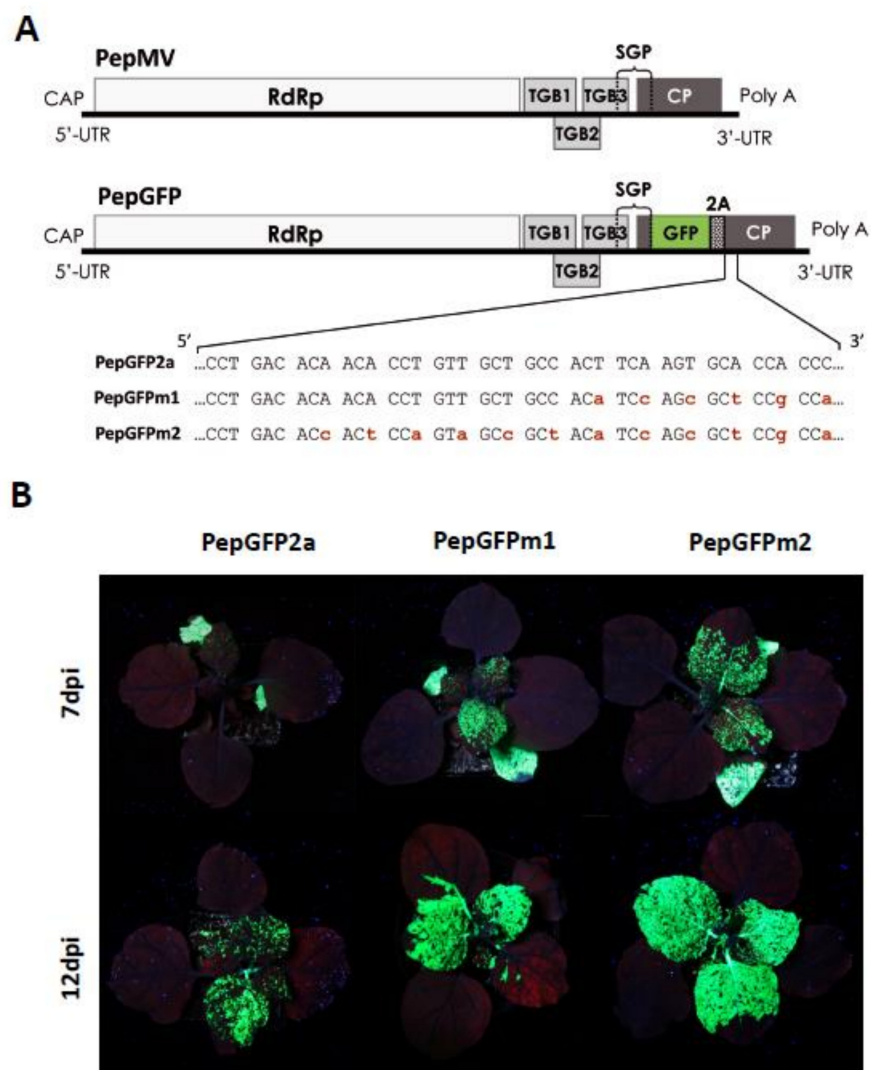 A
PepMV
SGP
CAP
RdRp
TGB1
TGB3
CP
Poly A
5'-UTR
TGB2
3'-UTR
PepGFP
SGP
2A
CAP
RdRp
TGB1
TGB3
GFP
CP
Poly A
5'-UTR
TGB2
3'-UTR
5' 3'
PepGFP2a ...CCT GAC ACA ACA CCT GTT GCT GCC ACT TCA AGT GCA CCA CCC...
PepGFPm1 ...CCT GAC ACA ACA CCT GTT GCT GCC ACa TCc AGc GCt CCg CCa...
PepGFPm2 ...CCT GAC ACc ACt CCa GTa GCc GCt ACa TCc AGc GCt CCg CCa...
B
PepGFP2a PepGFPm1 PepGFPm2
7dpi
12dpi